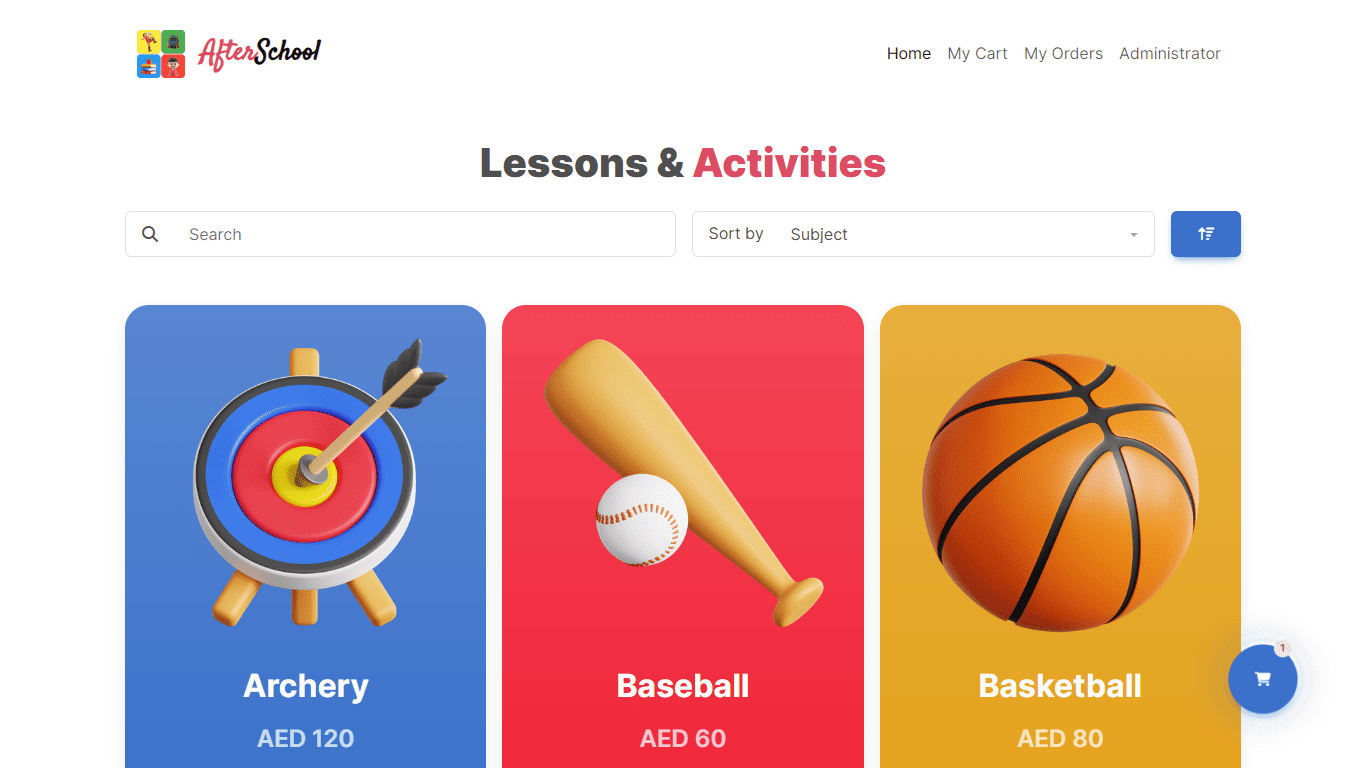 AfterSchool
Home My Cart My Orders Administrator
Lessons & Activities
Search
Sort by Subject
Archery
AED 120
Baseball
AED 60
Basketball
AED 80
1